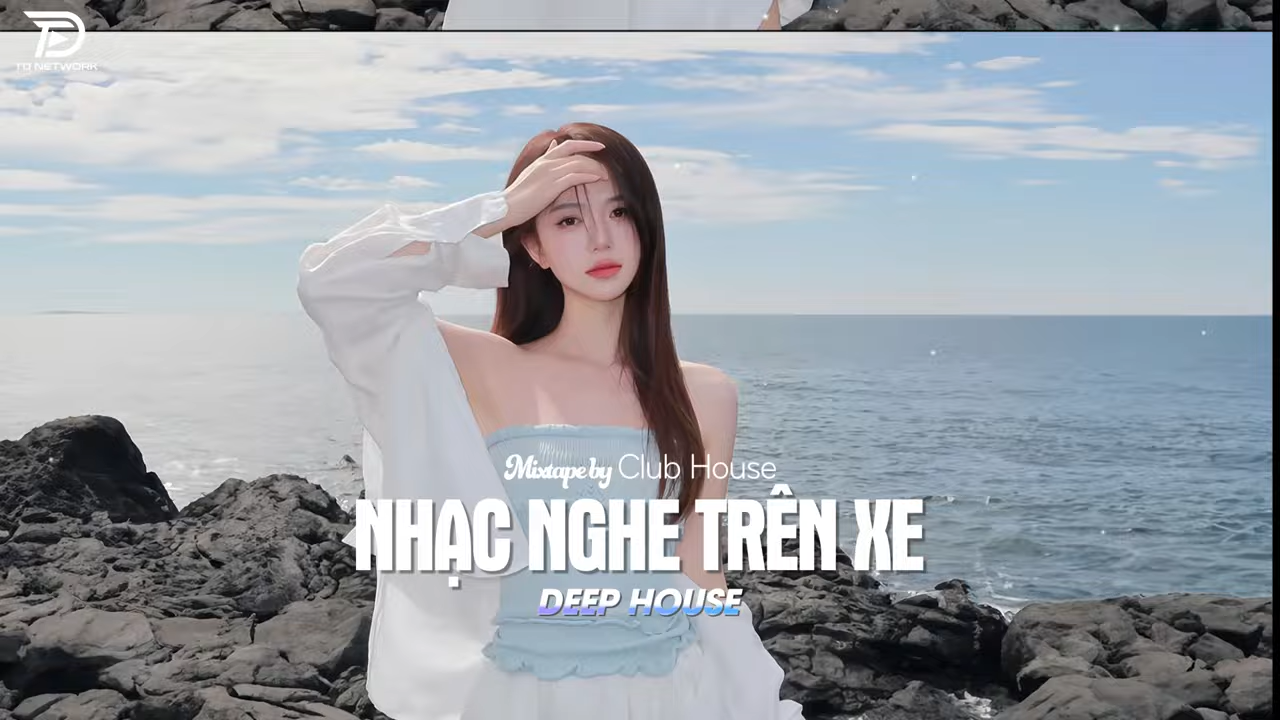 TD NETWORK
Mixtape by Club House
NHẠC NGHE TRÊN XE
DEEP HOUSE